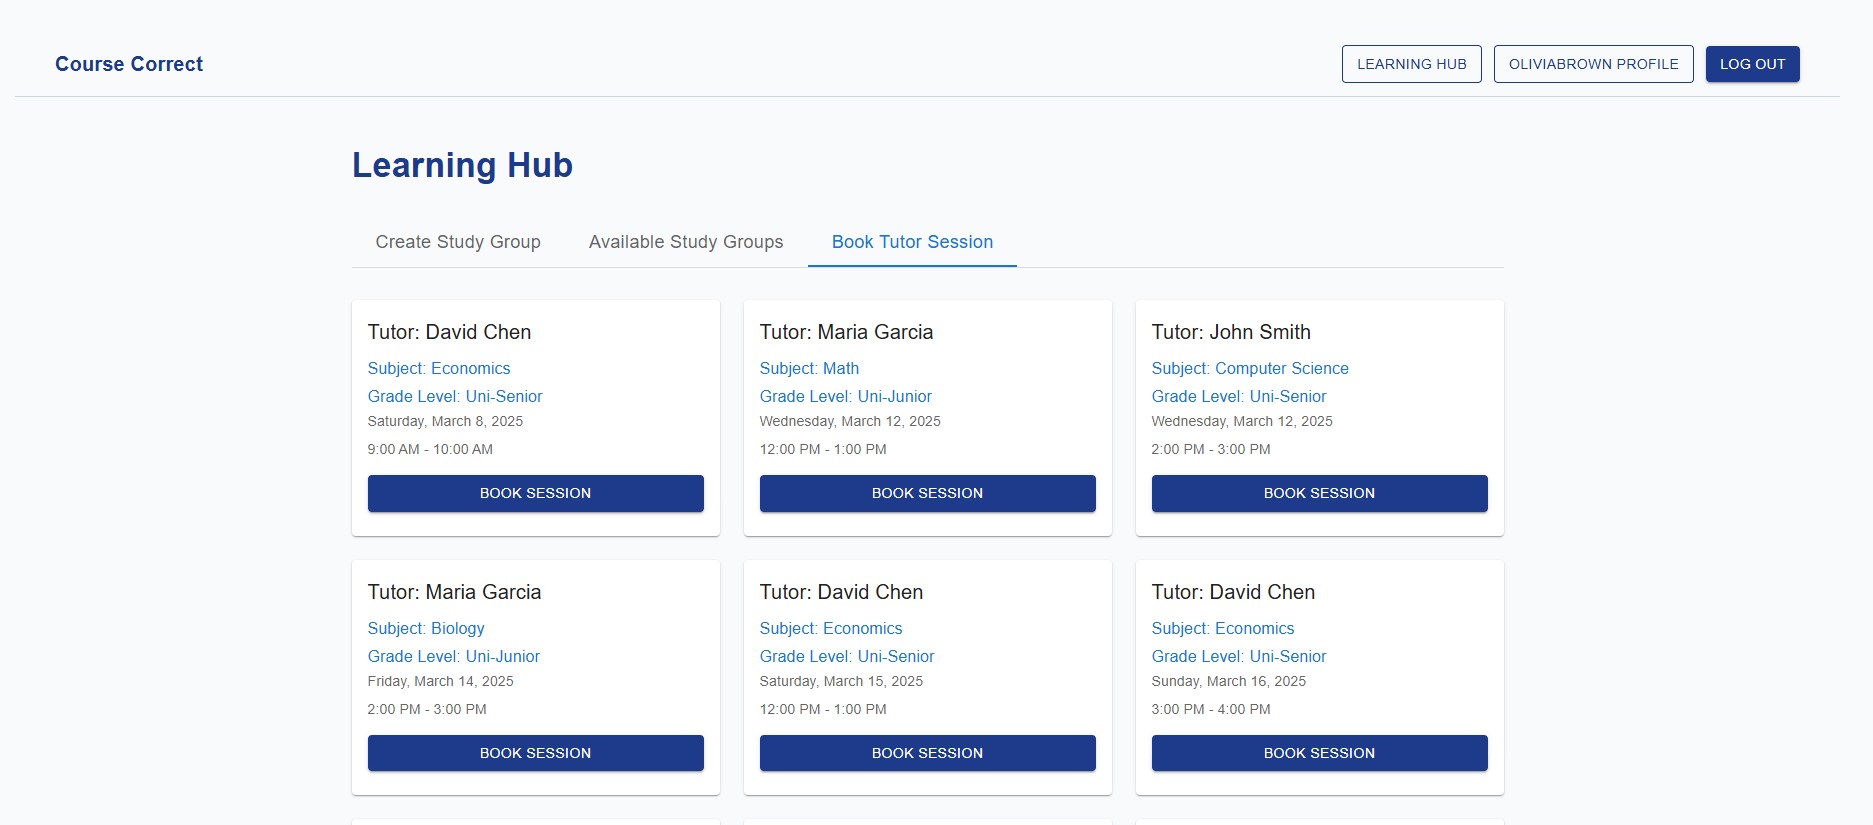 Course Correct
LEARNING HUB
OLIVIABROWN PROFILE
LOG OUT
Learning Hub
Create Study Group
Available Study Groups
Book Tutor Session
Tutor: David Chen
Subject: Economics
Grade Level: Uni-Senior
Saturday, March 8, 2025
9:00 AM - 10:00 AM
BOOK SESSION
Tutor: Maria Garcia
Subject: Math
Grade Level: Uni-Junior
Wednesday, March 12, 2025
12:00 PM - 1:00 PM
BOOK SESSION
Tutor: John Smith
Subject: Computer Science
Grade Level: Uni-Senior
Wednesday, March 12, 2025
2:00 PM - 3:00 PM
BOOK SESSION
Tutor: Maria Garcia
Subject: Biology
Grade Level: Uni-Junior
Friday, March 14, 2025
2:00 PM - 3:00 PM
BOOK SESSION
Tutor: David Chen
Subject: Economics
Grade Level: Uni-Senior
Saturday, March 15, 2025
12:00 PM - 1:00 PM
BOOK SESSION
Tutor: David Chen
Subject: Economics
Grade Level: Uni-Senior
Sunday, March 16, 2025
3:00 PM - 4:00 PM
BOOK SESSION